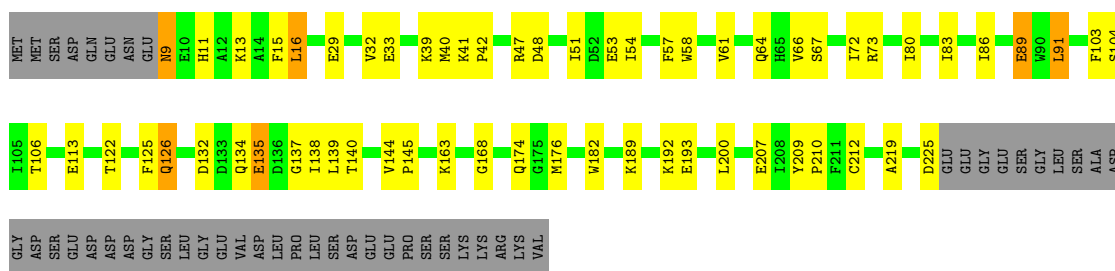 MET MET SER ASP GLN GLU ASN GLU N9 E10 H11 A12 K13 A14 F15 L16 E29 V32 E33 K39 M40 K41 P42 R47 D48 I51 D52 E53 I54 F57 W58 V61 Q64 H65 V66 S67 I72 R73 I80 I83 I86 E89 W90 L91 F103 S104
I105 T106 E113 T122 F125 Q126 D132 D133 Q134 E135 D136 G137 I138 L139 T140 V144 P145 K163 G168 Q174 G175 M176 W182 K189 K192 E193 L200 E207 I208 Y209 P210 F211 C212 A219 D225 GLU GLU GLY GLU SER GLY LEU SER ALA ASP
GLY ASP SER GLU ASP ASP ASP GLY SER LEU GLY GLU VAL ASP LEU PRO LEU SER ASP GLU GLU PRO SER SER LYS LYS ARG LYS VAL